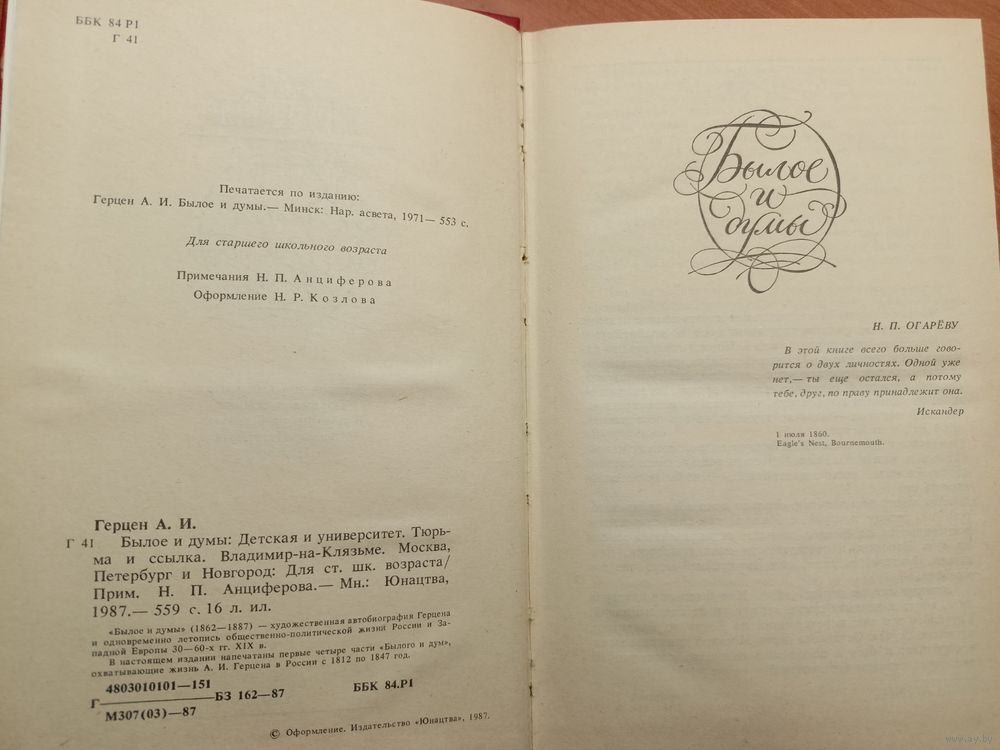 ББК 84 Р1
Г 41
Печатается по изданию:
Герцен А. И. Былое и думы.— Минск: Нар. асвета, 1971— 553 с.
Для старшего школьного возраста
Примечания Н. П. Анциферова
Оформление Н. Р. Козлова
Герцен А. И.
Г 41 Былое и думы: Детская и университет. Тюрь-
ма и ссылка. Владимир-на-Клязьме. Москва,
Петербург и Новгород: Для ст. шк. возраста/
Прим. Н. П. Анциферова.— Мн.: Юнацтва,
1987.— 559 с. 16 л. ил.
«Былое и думы» (1862—1887) — художественная автобиография Герцена
и одновременно летопись общественно-политической жизни России и За-
падной Европы 30—60-х гг. XIX в.
В настоящем издании напечатаны первые четыре части «Былого и дум»,
охватывающие жизнь А. И. Герцена в России с 1812 по 1847 год.
4803010101—151
Г БЗ 162—87 ББК 84.Р1
М307(03)—87
© Оформление. Издательство «Юнацтва», 1987.
Былое
и
думы
Н. П. ОГАРЁВУ
В этой книге всего больше гово-
рится о двух личностях. Одной уже
нет,— ты еще остался, а потому
тебе, друг, по праву принадлежит она.
Искандер
1 июля 1860.
Eagle's Nest, Bournemouth.
www.ay.by